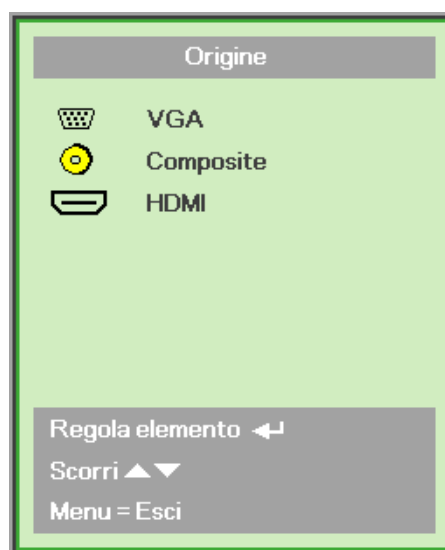 Origine
VGA
Composite
HDMI
Regola elemento
Scorri
Menu = Esci